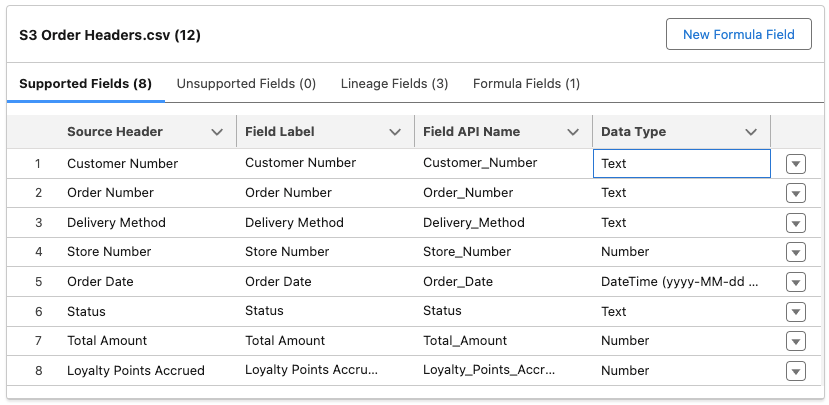 S3 Order Headers.csv (12) New Formula Field
Supported Fields (8) Unsupported Fields (0) Lineage Fields (3) Formula Fields (1)
Source Header Field Label Field API Name Data Type
1 Customer Number Customer Number Customer_Number Text
2 Order Number Order Number Order_Number Text
3 Delivery Method Delivery Method Delivery_Method Text
4 Store Number Store Number Store_Number Number
5 Order Date Order Date Order_Date DateTime (yyyy-MM-dd ...
6 Status Status Status Text
7 Total Amount Total Amount Total_Amount Number
8 Loyalty Points Accrued Loyalty Points Accru... Loyalty_Points_Accr... Number